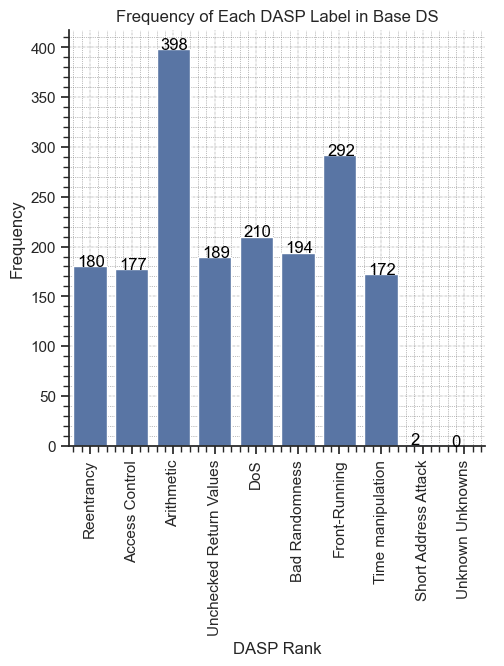 Frequency of Each DASP Label in Base DS
Frequency
400
350
300
250
200
150
100
50
0
180
177
398
189
210
194
292
172
2
0
Reentrancy
Access Control
Arithmetic
Unchecked Return Values
DoS
Bad Randomness
Front-Running
Time manipulation
Short Address Attack
Unknown Unknowns
DASP Rank